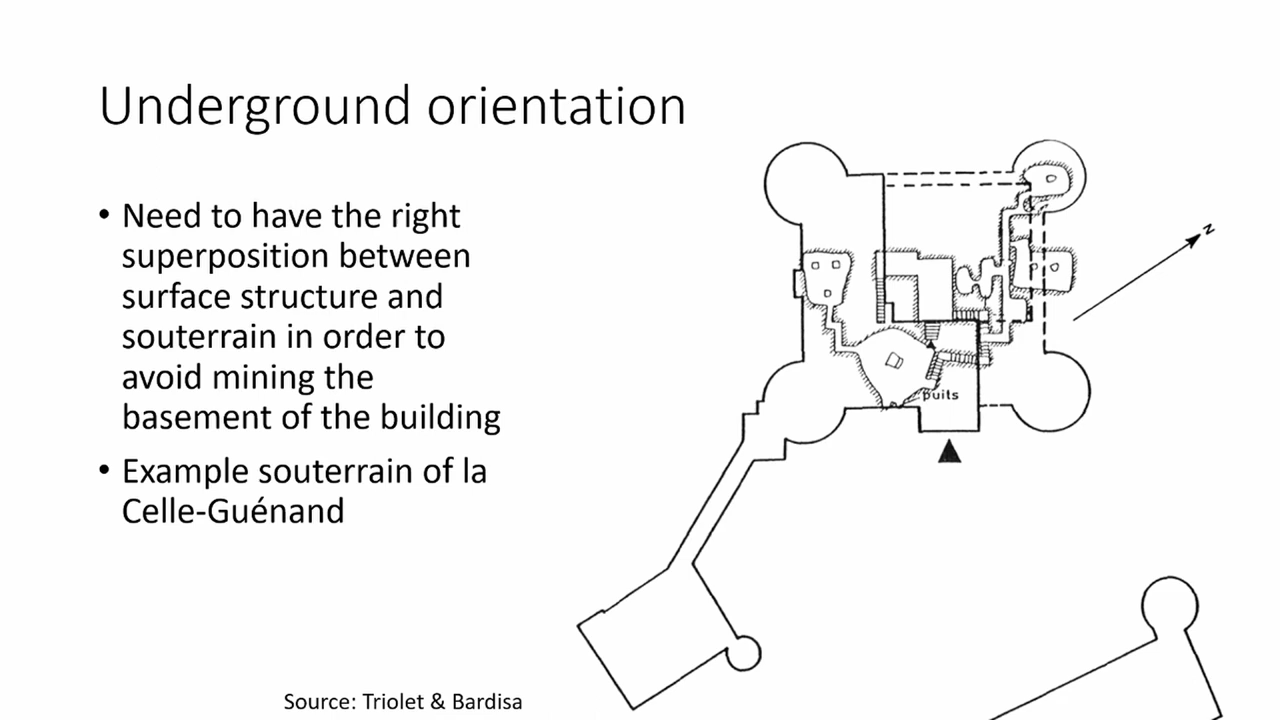 Underground orientation
• Need to have the right
superposition between
surface structure and
souterrain in order to
avoid mining the
basement of the building
• Example souterrain of la
Celle-Guénand
N
puits
Source: Triolet & Bardisa